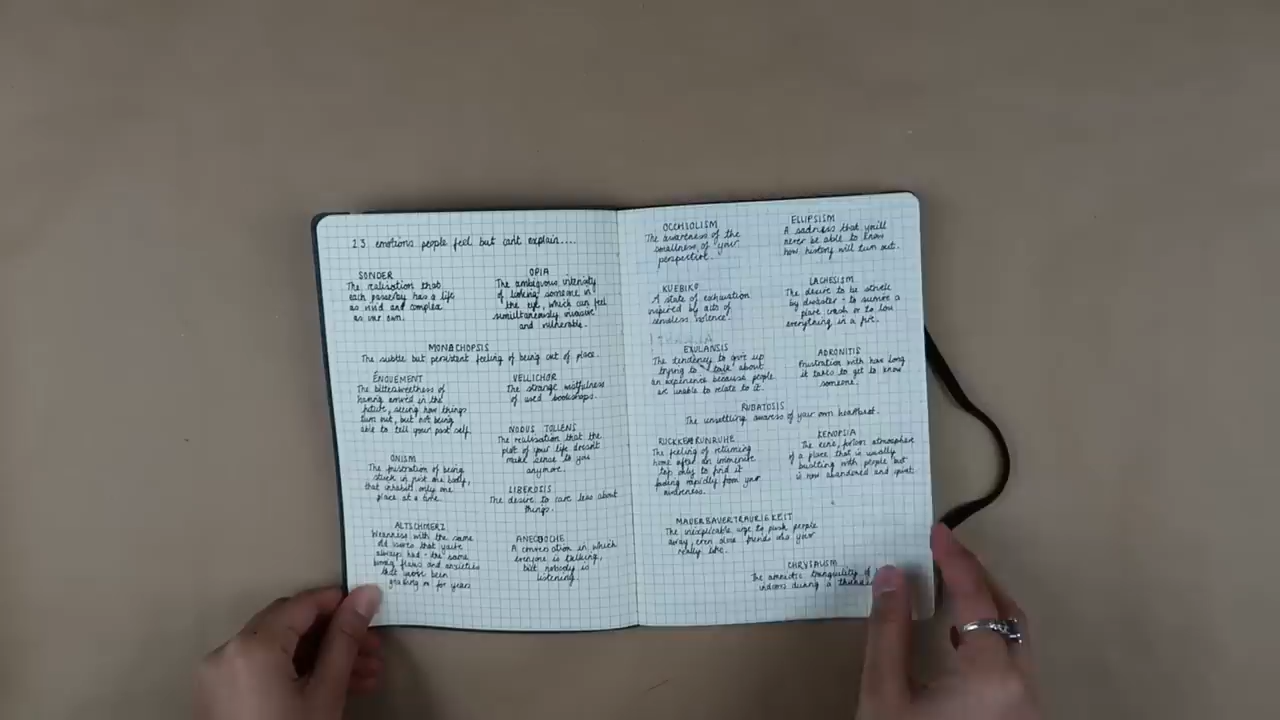 23 emotions people feel but can't explain....
SONDER
The realisation that
each passerby has a life
as vivid and complex
as our own.
OPIA
The ambiguous intensity
of looking someone in
the eye, which can feel
simultaneously invasive
and vulnerable.
MONACHOPSIS
The subtle but persistent feeling of being out of place.
ÉNOUEMENT
The bittersweetness of
having arrived in the
future, seeing how things
turn out, but not being
able to tell your past self.
VELLICHOR
The strange wistfulness
of used bookshops.
NODUS TOLLENS
The realisation that the
plot of your life doesn't
make sense to you
anymore.
ONISM
The frustration of being
stuck in just one body,
that inhabits only one
place at a time.
LIBEROSIS
The desire to care less about
things.
ALTSCHMERZ
Weariness with the same
old issues that you've
always had - the same
boring flaws and anxieties
that
been
gnawing
for years
ANECDOCHE
A conversation in which
everyone is talking,
but nobody is
listening.
OCCHIOLISM
The awareness of the
smallness of your
perspective.
ELLIPSISM
A sadness that you'll
never be able to know
how history will turn out.
KUEBIKO
A state of exhaustion
inspired by acts of
senseless violence.
LACHESISM
The desire to be struck
by disaster - to survive a
plane crash or to lose
everything in a fire.
EXULANSIS
The tendency to give up
trying to talk about
an experience because people
are unable to relate to it.
ADRONITIS
Frustration with how long
it takes to get to know
someone.
RUBATOSIS
The unsettling awareness of your own heartbeat.
RÜCKKEHRUNRUHE
The feeling of returning
home after an immersive
trip only to find it
fading rapidly from your
awareness.
KENOPSIA
The eerie, forlorn atmosphere
of a place that is usually
bustling with people but
is now abandoned and quiet.
MAUERBAUERTRAURIGKEIT
The inexplicable urge to push people
away, even close friends
your
really like.
CHRYSALISM
The amniotic tranquility of
indoors during a